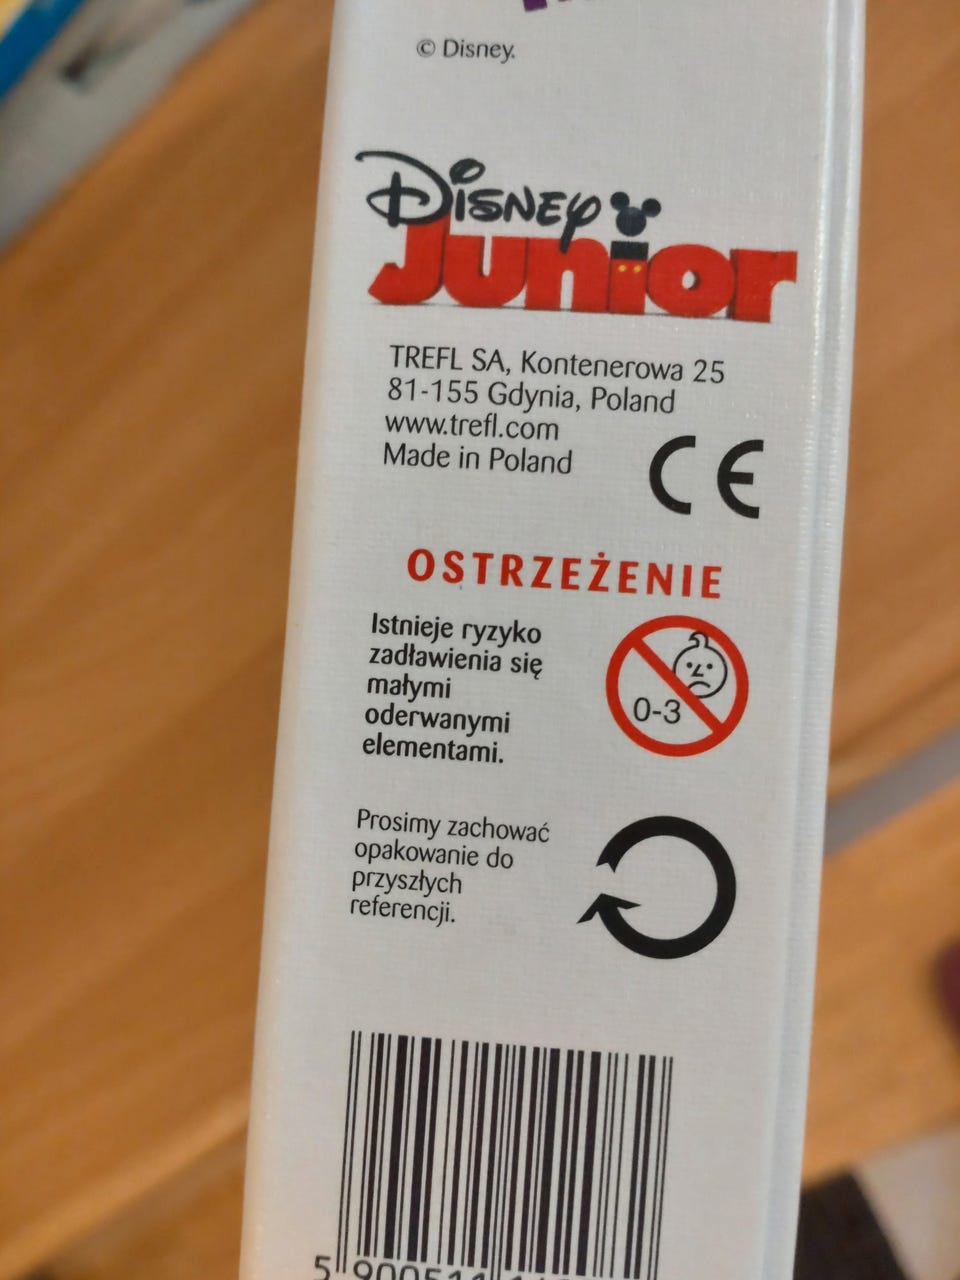 © Disney.
Disney
Junior
TREFL SA, Kontenerowa 25
81-155 Gdynia, Poland
www.trefl.com
Made in Poland
CE
OSTRZEŻENIE
Istnieje ryzyko
zadławienia się
małymi
oderwanymi
elementami.
0-3
Prosimy zachować
opakowanie do
przyszłych
referencji.